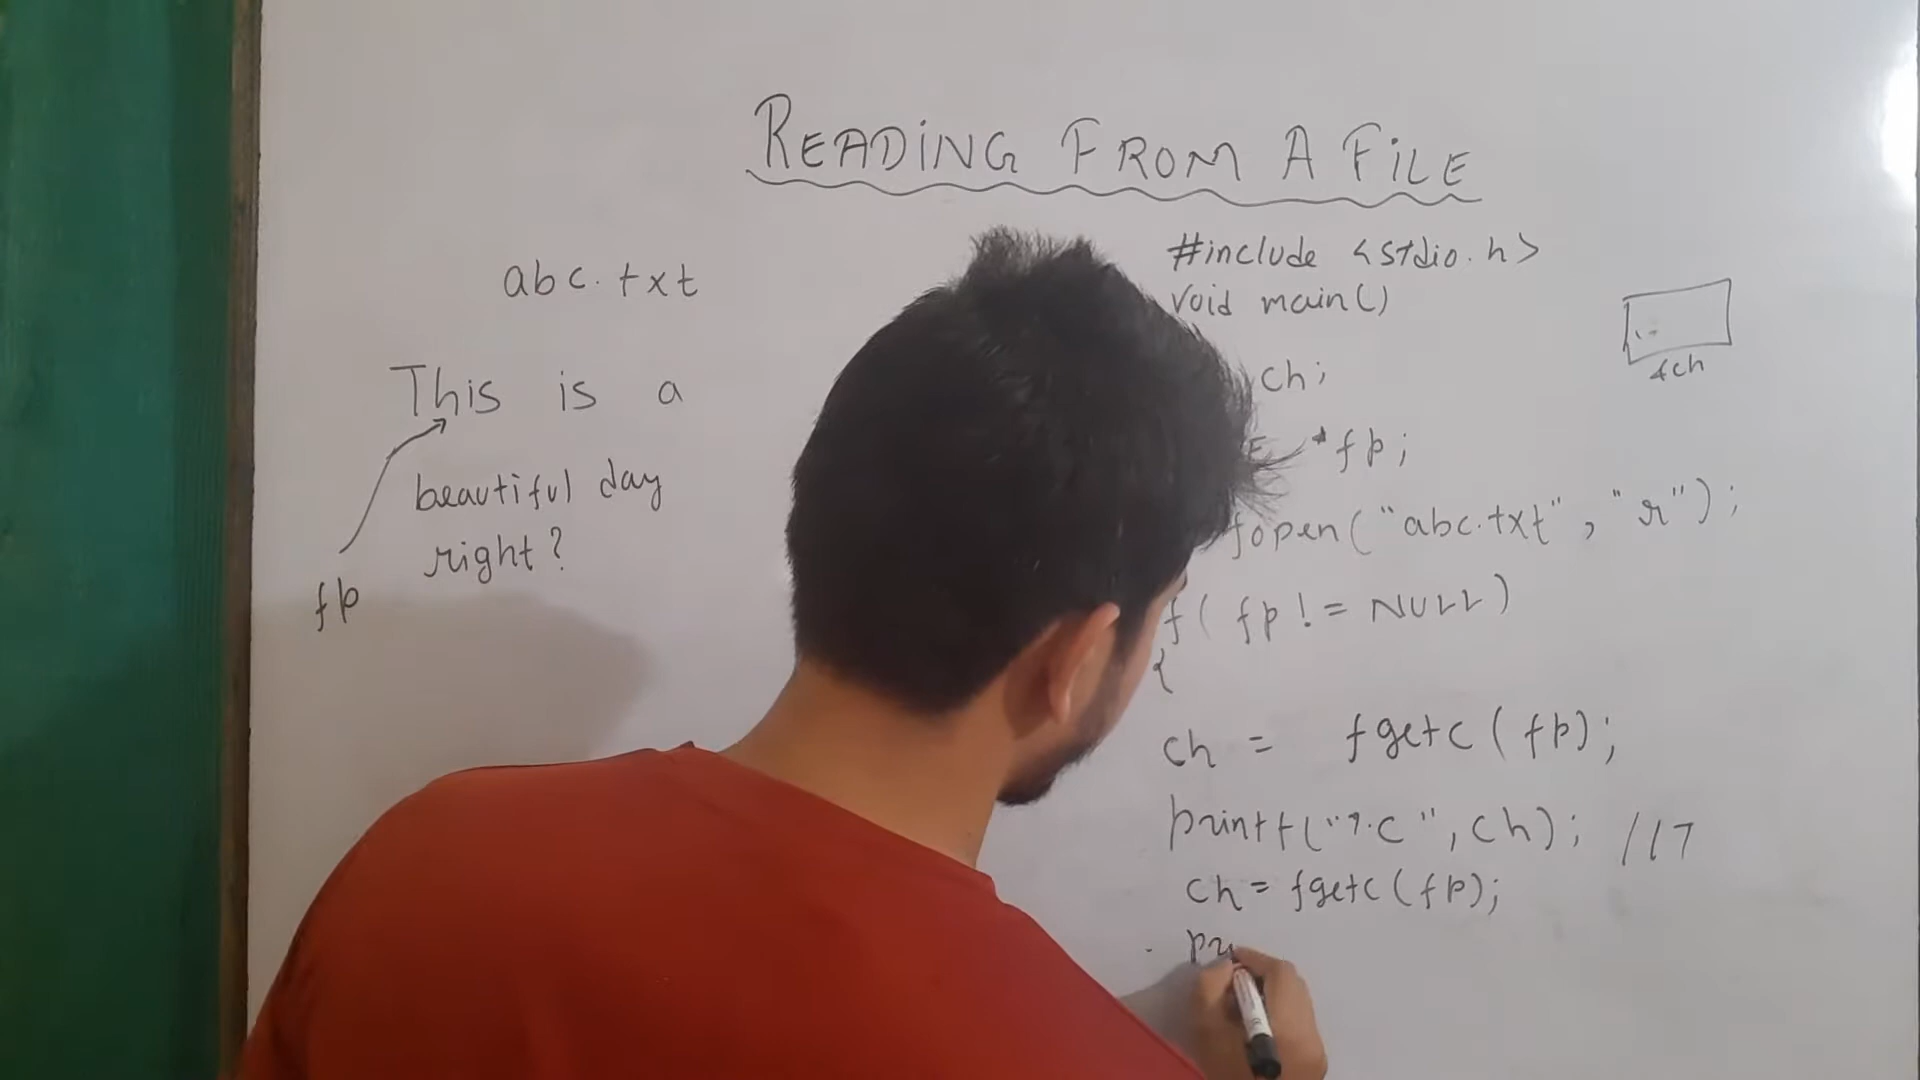 READING FROM A FILE
abc.txt
This is a
beautiful day
right?
fp
#include <stdio.h>
void main()
ch;
*fp;
fopen("abc.txt", "r");
f( fp != NULL)
{
ch = fgetc(fp);
printf("%c", ch); //T
ch = fgetc(fp);
pr
ch